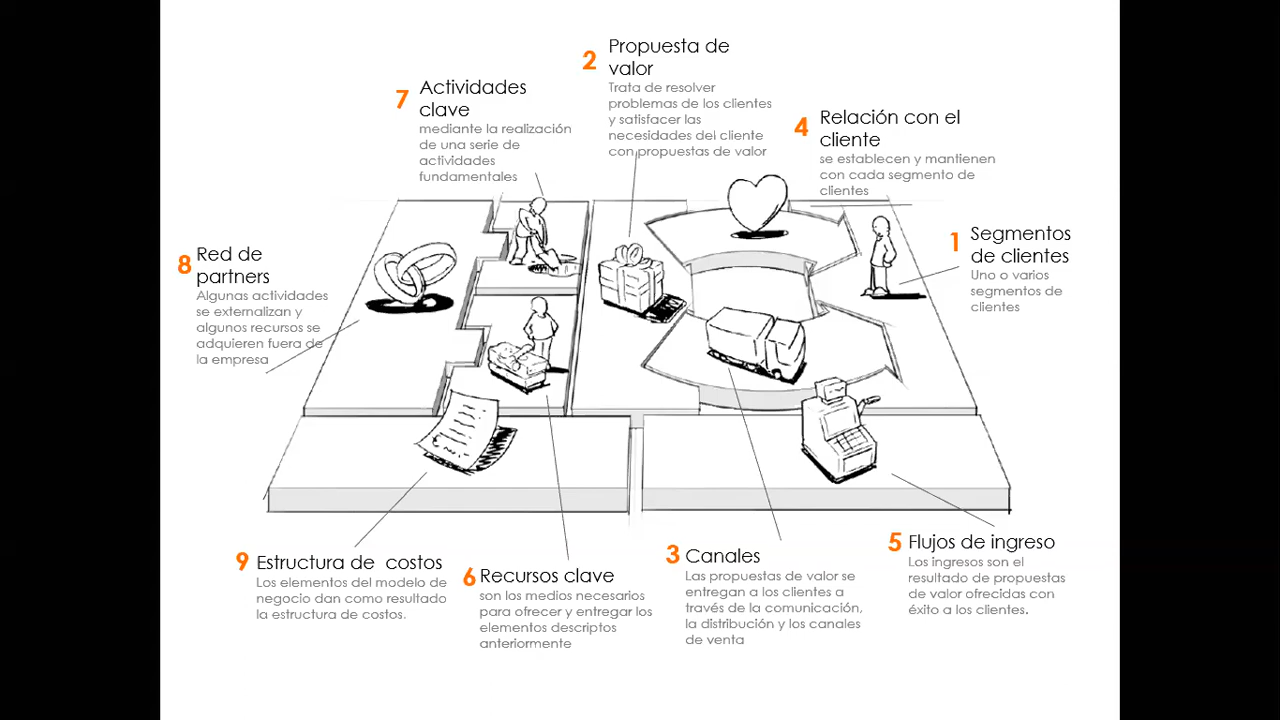 2 Propuesta de
valor
Trata de resolver
problemas de los clientes
y satisfacer las
necesidades del cliente
con propuestas de valor
7 Actividades
clave
mediante la realización
de una serie de
actividades
fundamentales
4 Relación con el
cliente
se establecen y mantienen
con cada segmento de
clientes
1 Segmentos
de clientes
Uno o varios
segmentos de
clientes
8 Red de
partners
Algunas actividades
se externalizan y
algunos recursos se
adquieren fuera de
la empresa
9 Estructura de costos
Los elementos del modelo de
negocio dan como resultado
la estructura de costos.
6 Recursos clave
son los medios necesarios
para ofrecer y entregar los
elementos descriptos
anteriormente
3 Canales
Las propuestas de valor se
entregan a los clientes a
través de la comunicación,
la distribución y los canales
de venta
5 Flujos de ingreso
Los ingresos son el
resultado de propuestas
de valor ofrecidas con
éxito a los clientes.